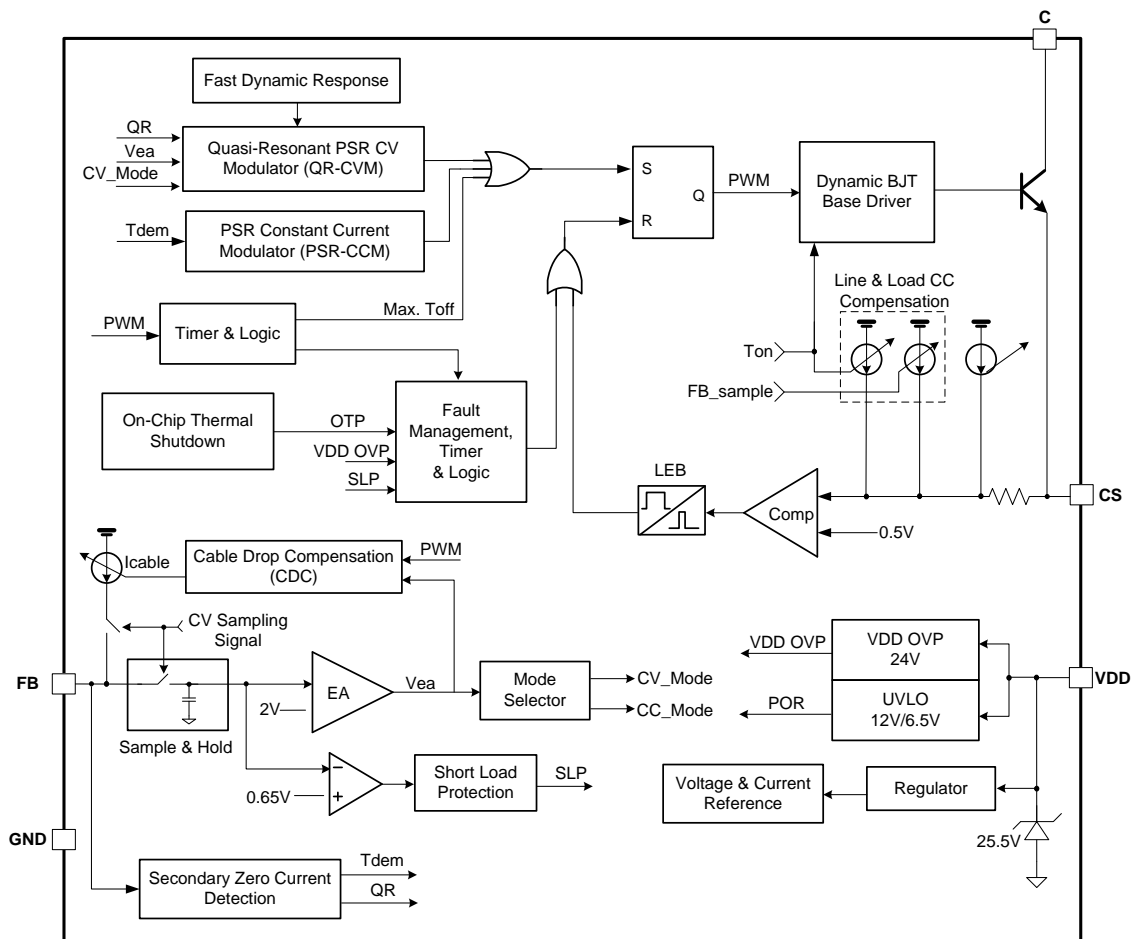 C
Fast Dynamic Response
QR
Vea
CV_Mode
Quasi-Resonant PSR CV
Modulator (QR-CVM)
S
R
Q
PWM
Dynamic BJT
Base Driver
Tdem
PSR Constant Current
Modulator (PSR-CCM)
Line & Load CC
Compensation
PWM
Timer & Logic
Max. Toff
Ton
FB_sample
On-Chip Thermal
Shutdown
OTP
VDD OVP
SLP
Fault
Management,
Timer
& Logic
LEB
Comp
0.5V
CS
Icable
Cable Drop Compensation
(CDC)
PWM
CV Sampling
Signal
FB
Sample & Hold
2V
EA
Vea
Mode
Selector
CV_Mode
CC_Mode
VDD OVP
POR
VDD OVP
24V
UVLO
12V/6.5V
VDD
0.65V
Short Load
Protection
SLP
Voltage & Current
Reference
Regulator
25.5V
GND
Secondary Zero Current
Detection
Tdem
QR